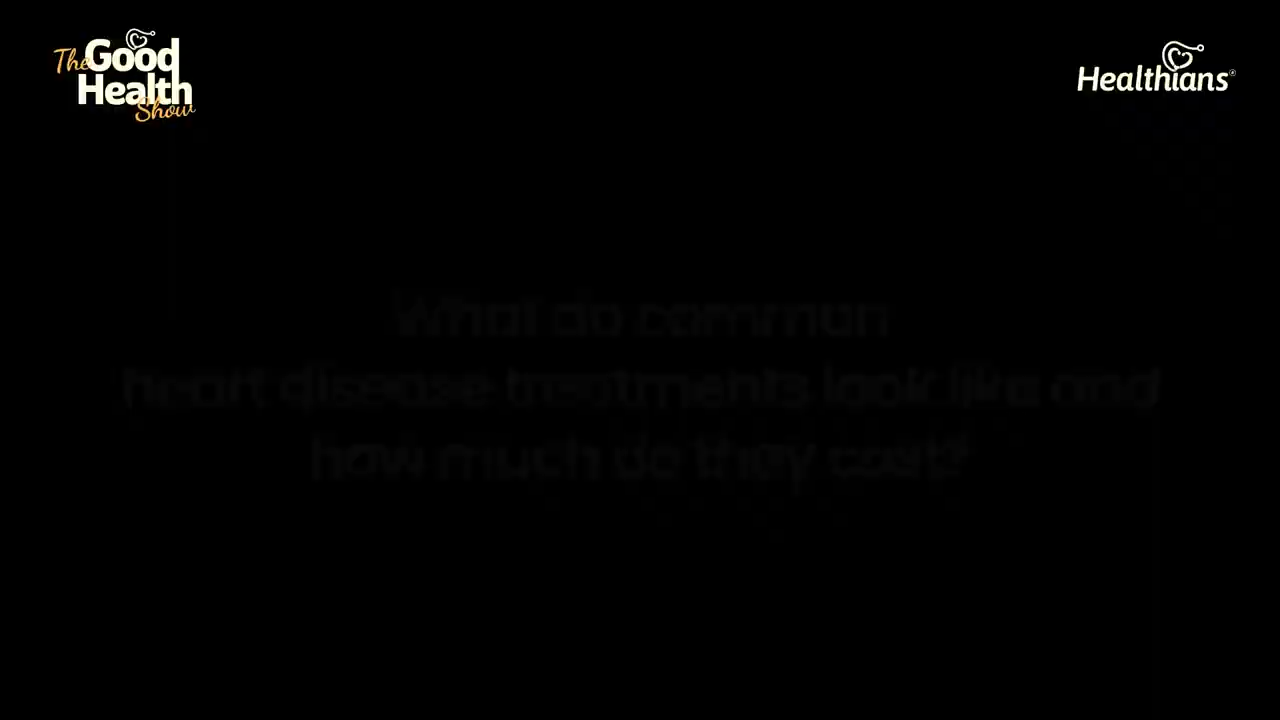 The Good
Health
Show
Healthians
What do common
heart disease treatments look like and
how much do they cost?